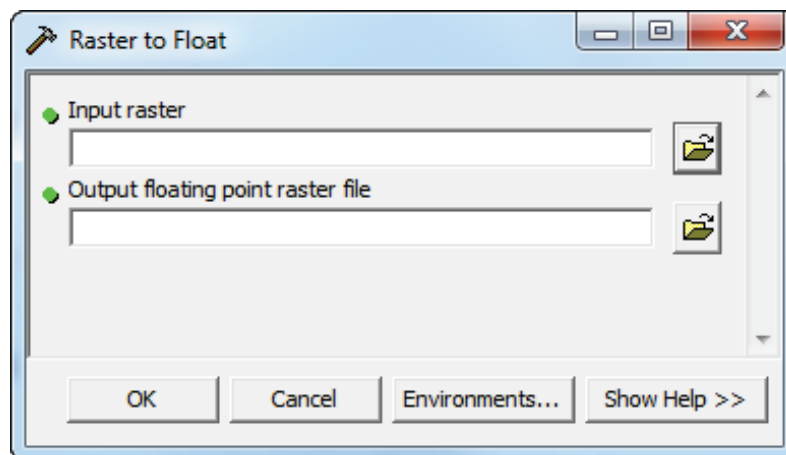 Raster to Float
Input raster
Output floating point raster file
OK Cancel Environments... Show Help >>